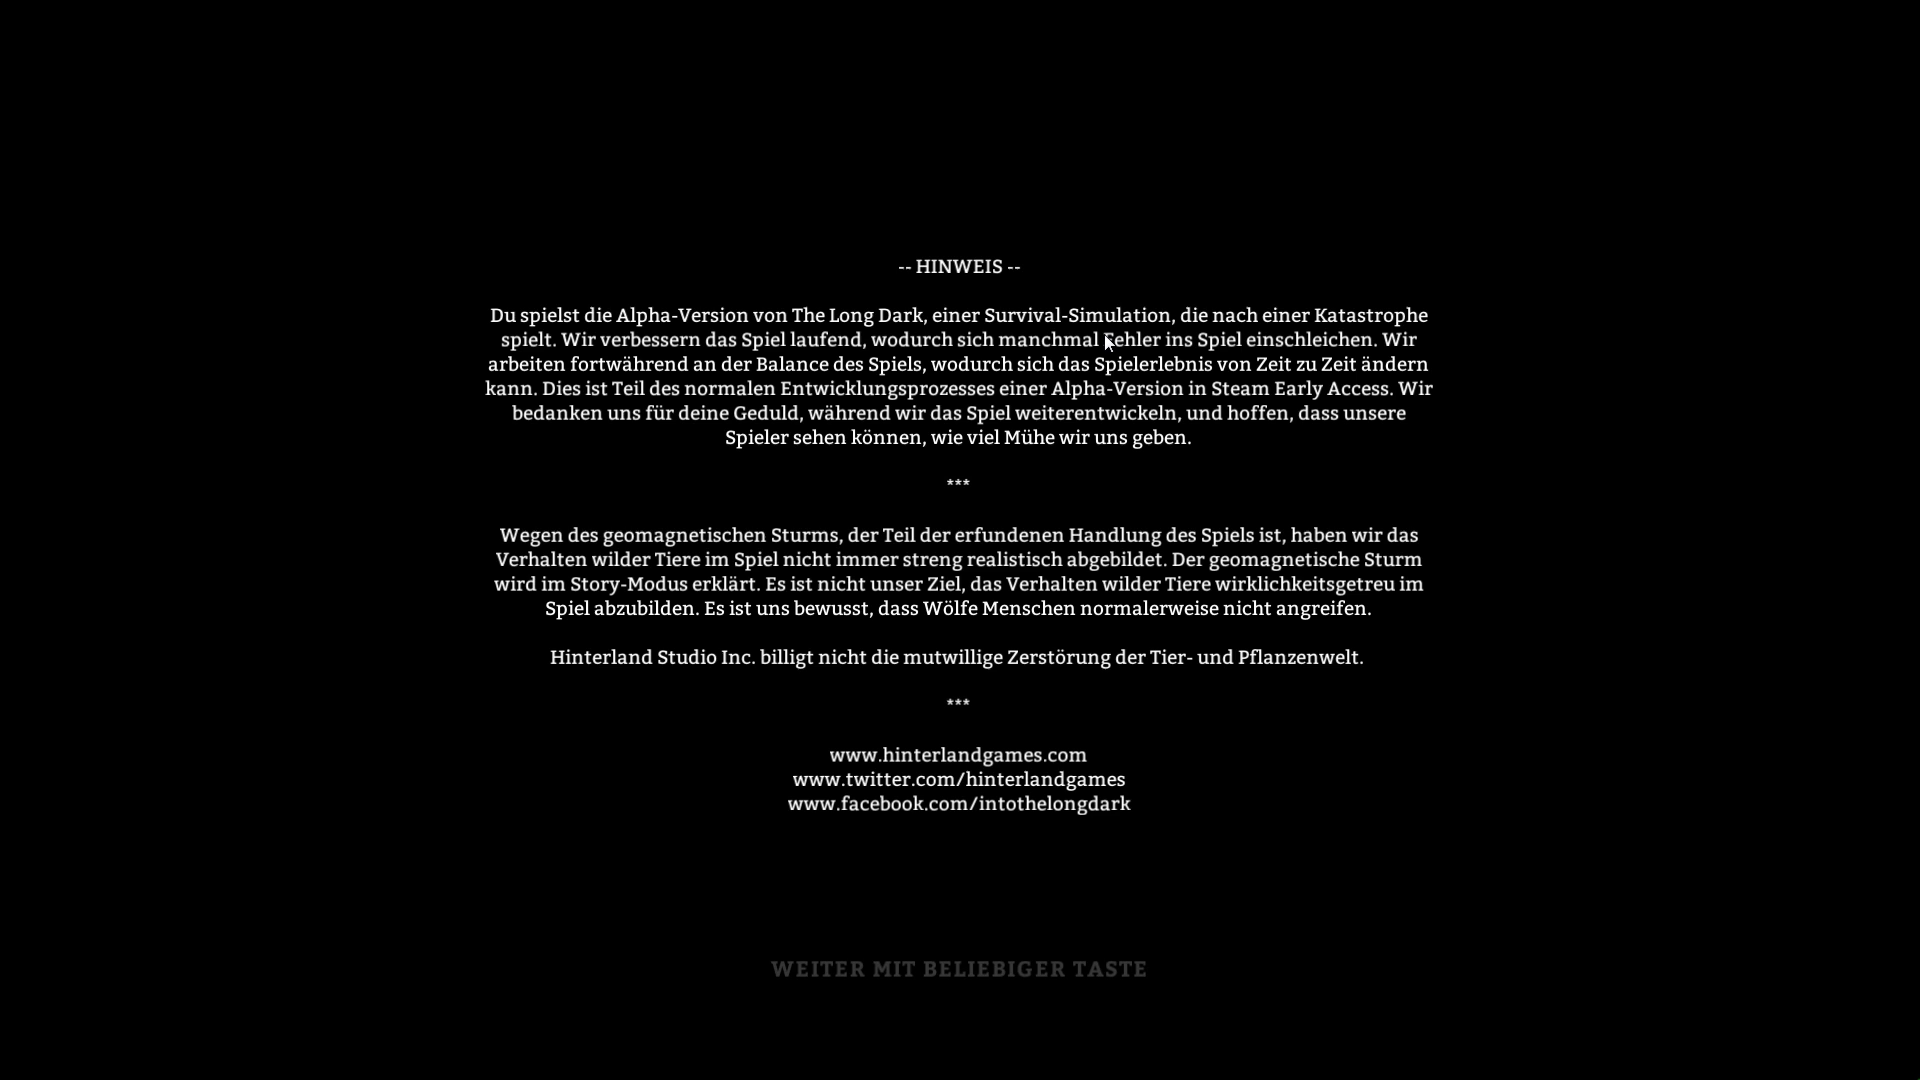 -- HINWEIS --
Du spielst die Alpha-Version von The Long Dark, einer Survival-Simulation, die nach einer Katastrophe
spielt. Wir verbessern das Spiel laufend, wodurch sich manchmal Fehler ins Spiel einschleichen. Wir
arbeiten fortwährend an der Balance des Spiels, wodurch sich das Spielerlebnis von Zeit zu Zeit ändern
kann. Dies ist Teil des normalen Entwicklungsprozesses einer Alpha-Version in Steam Early Access. Wir
bedanken uns für deine Geduld, während wir das Spiel weiterentwickeln, und hoffen, dass unsere
Spieler sehen können, wie viel Mühe wir uns geben.
***
Wegen des geomagnetischen Sturms, der Teil der erfundenen Handlung des Spiels ist, haben wir das
Verhalten wilder Tiere im Spiel nicht immer streng realistisch abgebildet. Der geomagnetische Sturm
wird im Story-Modus erklärt. Es ist nicht unser Ziel, das Verhalten wilder Tiere wirklichkeitsgetreu im
Spiel abzubilden. Es ist uns bewusst, dass Wölfe Menschen normalerweise nicht angreifen.
Hinterland Studio Inc. billigt nicht die mutwillige Zerstörung der Tier- und Pflanzenwelt.
***
www.hinterlandgames.com
www.twitter.com/hinterlandgames
www.facebook.com/intothelongdark
WEITER MIT BELIEBIGER TASTE